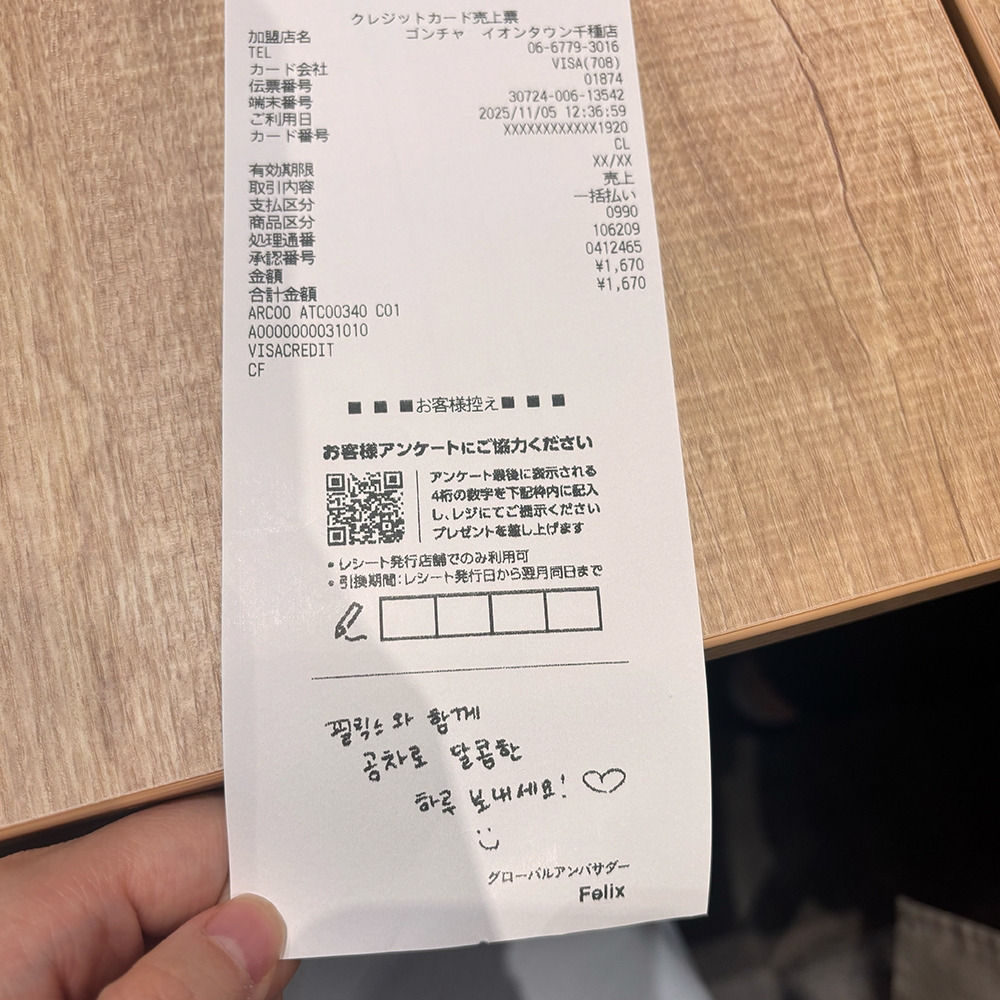 クレジットカード売上票
加盟店名 ゴンチャ イオンタウン千種店
TEL 06-6779-3016
カード会社 VISA(708)
伝票番号 01874
端末番号 30724-006-13542
ご利用日 2025/11/05 12:36:59
カード番号 XXXXXXXXXXXX1920
CL
有効期限 XX/XX
取引内容 売上
支払区分 一括払い
商品区分 0990
処理通番 106209
承認番号 0412465
金額 ¥1,670
合計金額 ¥1,670
ARC00 ATC00340 C01
A0000000031010
VISACREDIT
CF
■ ■ ■お客様控え■ ■ ■
お客様アンケートにご協力ください
アンケート最後に表示される
4桁の数字を下記枠内に記入
し、レジにてご提示ください
プレゼントを差し上げます
• レシート発行店舗でのみ利用可
• 引換期間:レシート発行日から翌月同日まで
필릭스와 함께
공차로 달콤한
하루 보내세요! ♡
:)
グローバルアンバサダー
Felix